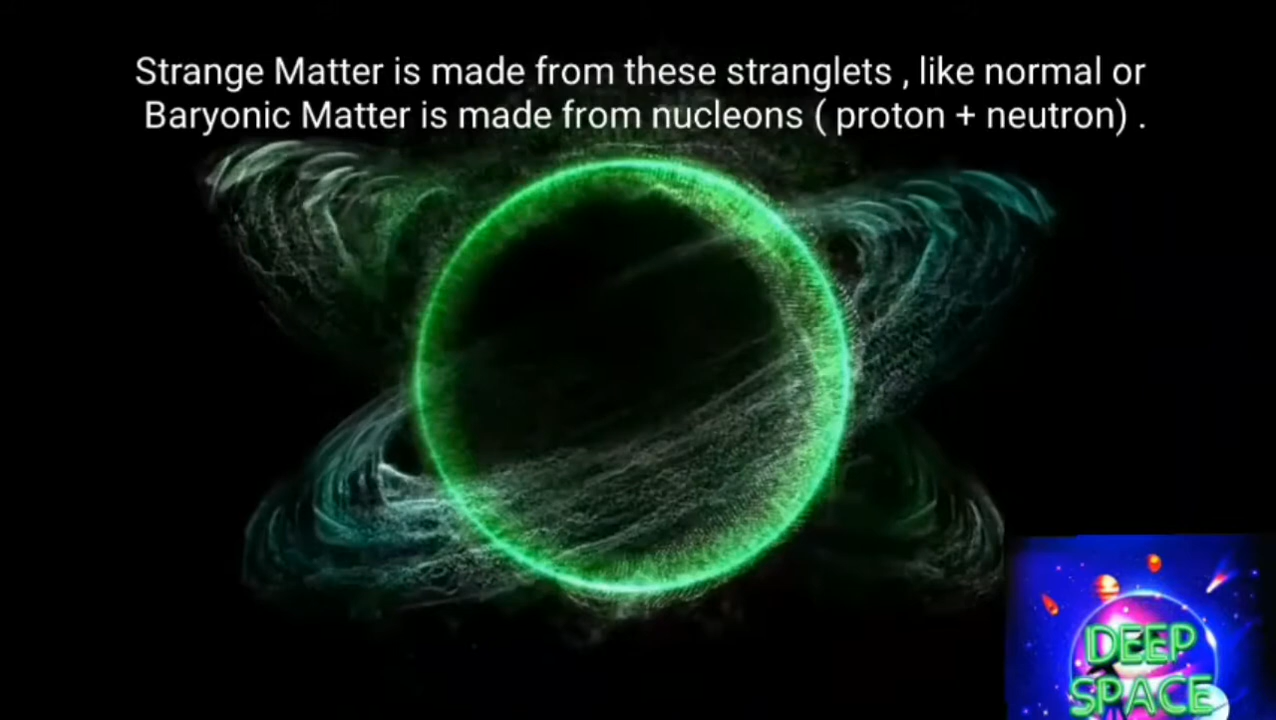 Strange Matter is made from these stranglets , like normal or
Baryonic Matter is made from nucleons ( proton + neutron) .
DEEP
SPACE